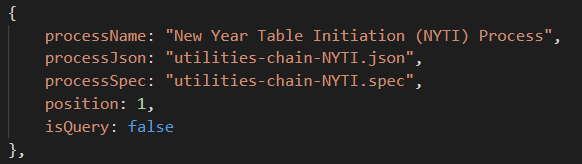 {
processName: "New Year Table Initiation (NYTI) Process",
processJson: "utilities-chain-NYTI.json",
processSpec: "utilities-chain-NYTI.spec",
position: 1,
isQuery: false
},